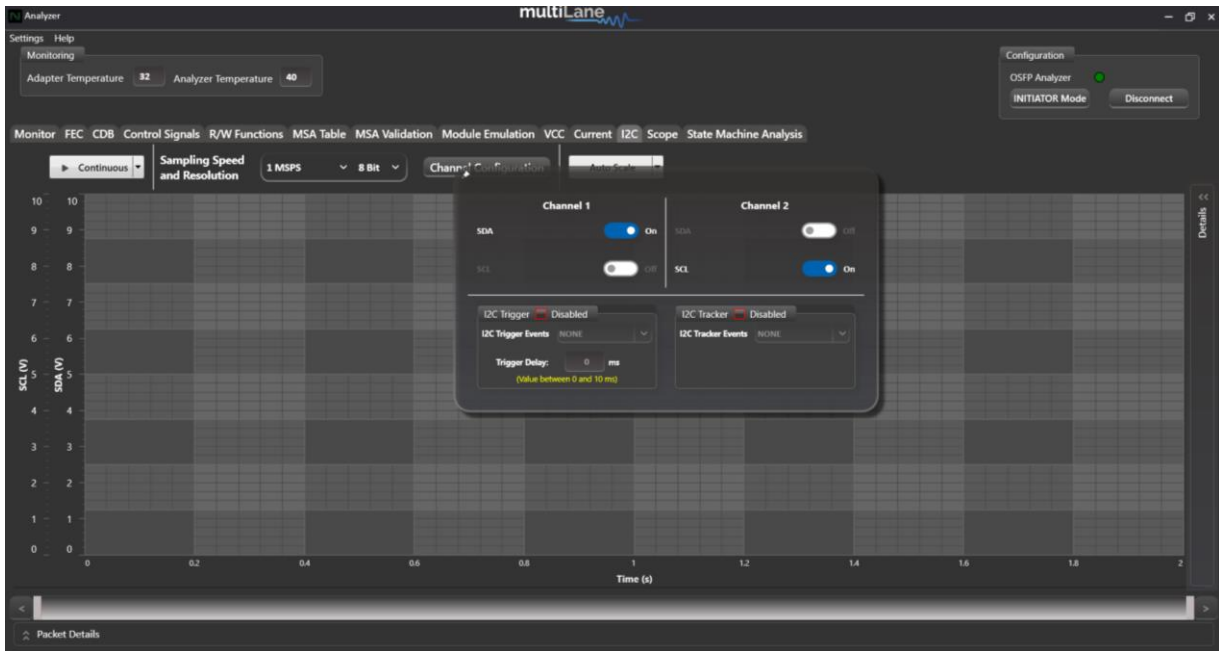 Analyzer
multiLane
Settings Help
Monitoring
Adapter Temperature 32 Analyzer Temperature 40
Configuration
OSFP Analyzer
INITIATOR Mode Disconnect
Monitor FEC CDB Control Signals R/W Functions MSA Table MSA Validation Module Emulation VCC Current I2C Scope State Machine Analysis
Continuous
Sampling Speed
and Resolution
1 MSPS 8 Bit
Channel Configuration
Auto Scale
Channel 1 Channel 2
SDA On SDA Off
SCL Off SCL On
I2C Trigger Disabled I2C Tracker Disabled
I2C Trigger Events NONE I2C Tracker Events NONE
Trigger Delay: 0 ms
(Value between 0 and 10 ms)
<< Details
SCL (V) SDA (V)
10 10
9 9
8 8
7 7
6 6
5 5
4 4
3 3
2 2
1 1
0 0
0 0.2 0.4 0.6 0.8 1 1.2 1.4 1.6 1.8 2
Time (s)
< >
Packet Details